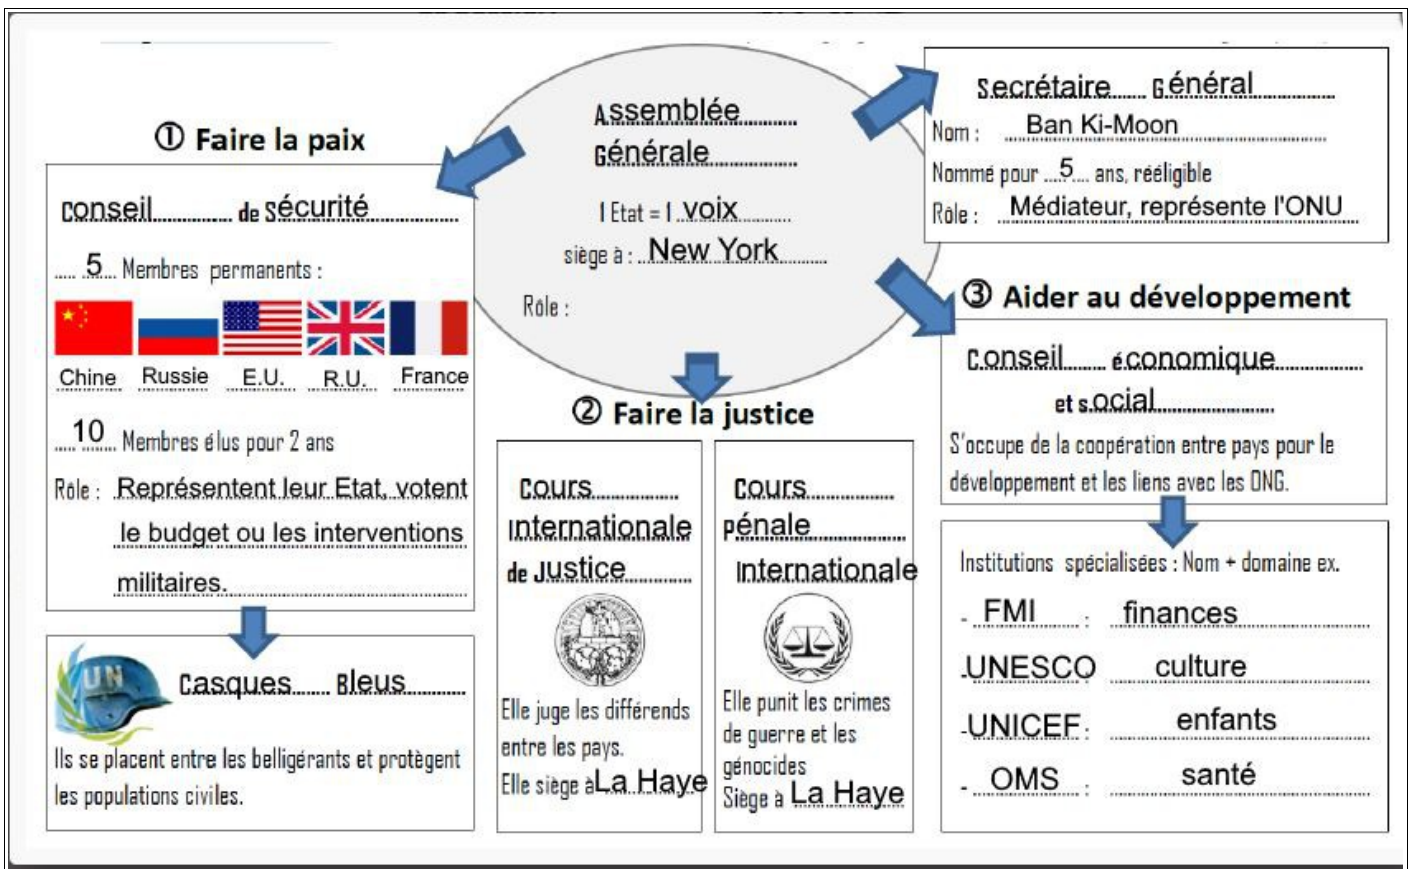 Assemblée
Générale
1 Etat = 1 voix
siège à : New York
Rôle :
Secrétaire Général
Nom : Ban Ki-Moon
Nommé pour 5 ans, rééligible
Rôle : Médiateur, représente l'ONU
① Faire la paix
Conseil de Sécurité
5 Membres permanents :
Chine Russie E.U. R.U. France
10 Membres élus pour 2 ans
Rôle : Représentent leur Etat, votent
le budget ou les interventions
militaires.
UN
Casques Bleus
Ils se placent entre les belligérants et protègent
les populations civiles.
② Faire la justice
Cours
Internationale
de Justice
Elle juge les différends
entre les pays.
Elle siège à La Haye
Cours
Pénale
Internationale
Elle punit les crimes
de guerre et les
génocides
Siège à La Haye
③ Aider au développement
Conseil économique
et social
S'occupe de la coopération entre pays pour le
développement et les liens avec les ONG.
Institutions spécialisées : Nom + domaine ex.
- FMI : finances
-UNESCO culture
-UNICEF : enfants
- OMS : santé